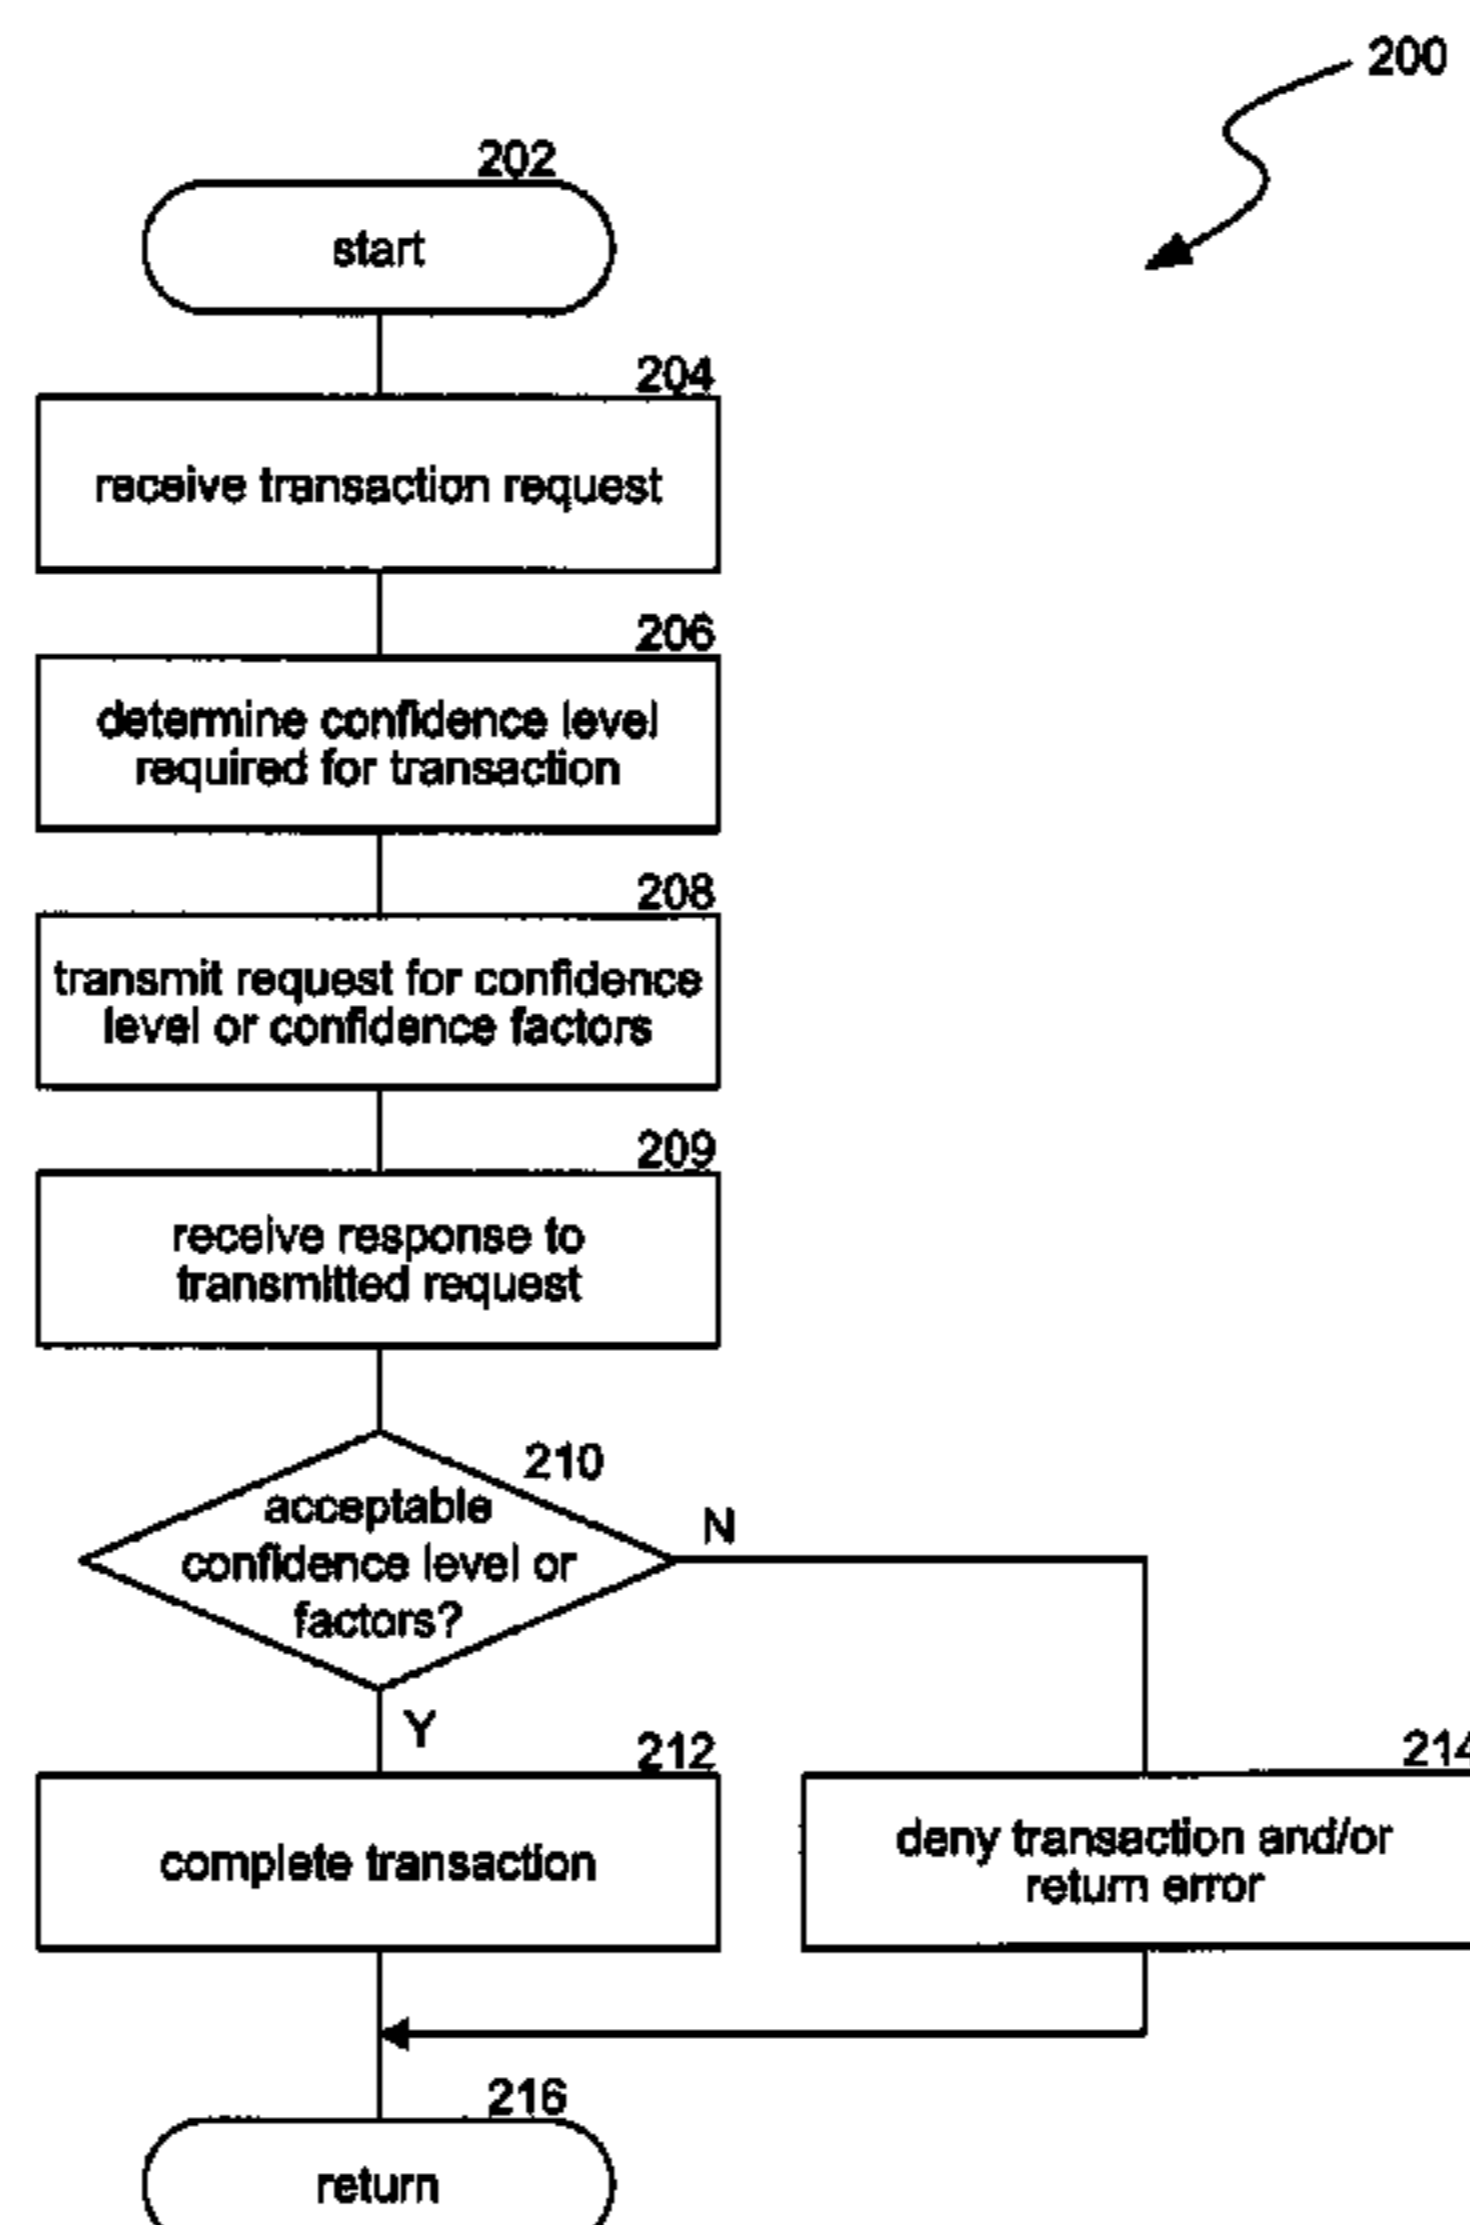 200
202
start
204
receive transaction request
206
determine confidence level
required for transaction
208
transmit request for confidence
level or confidence factors
209
receive response to
transmitted request
210
acceptable
confidence level or
factors?
N
Y
212
complete transaction
214
deny transaction and/or
return error
216
return